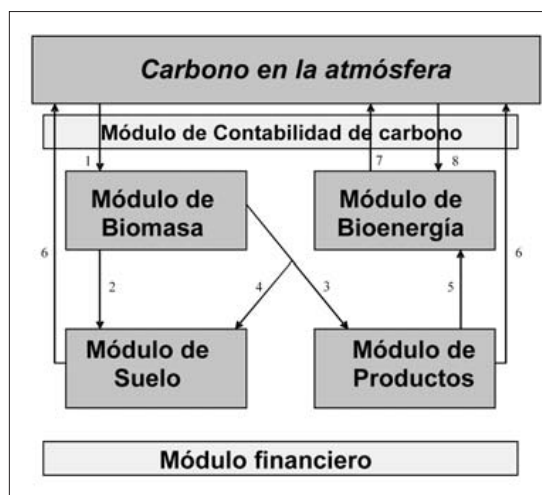 Carbono en la atmósfera
Módulo de Contabilidad de carbono
1
7
8
Módulo de
Biomasa
Módulo de
Bioenergía
6
2
4
3
5
6
Módulo de
Suelo
Módulo de
Productos
Módulo financiero